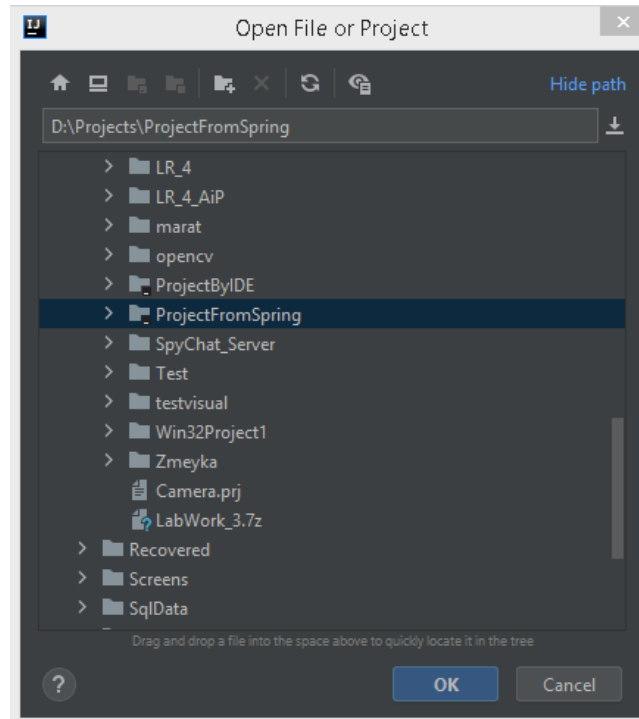 IJ
Open File or Project
Hide path
D:\Projects\ProjectFromSpring
LR_4
LR_4_AiP
marat
opencv
ProjectByIDE
ProjectFromSpring
SpyChat_Server
Test
testvisual
Win32Project1
Zmeyka
Camera.prj
LabWork_3.7z
Recovered
Screens
SqlData
Drag and drop a file into the space above to quickly locate it in the tree
? OK Cancel